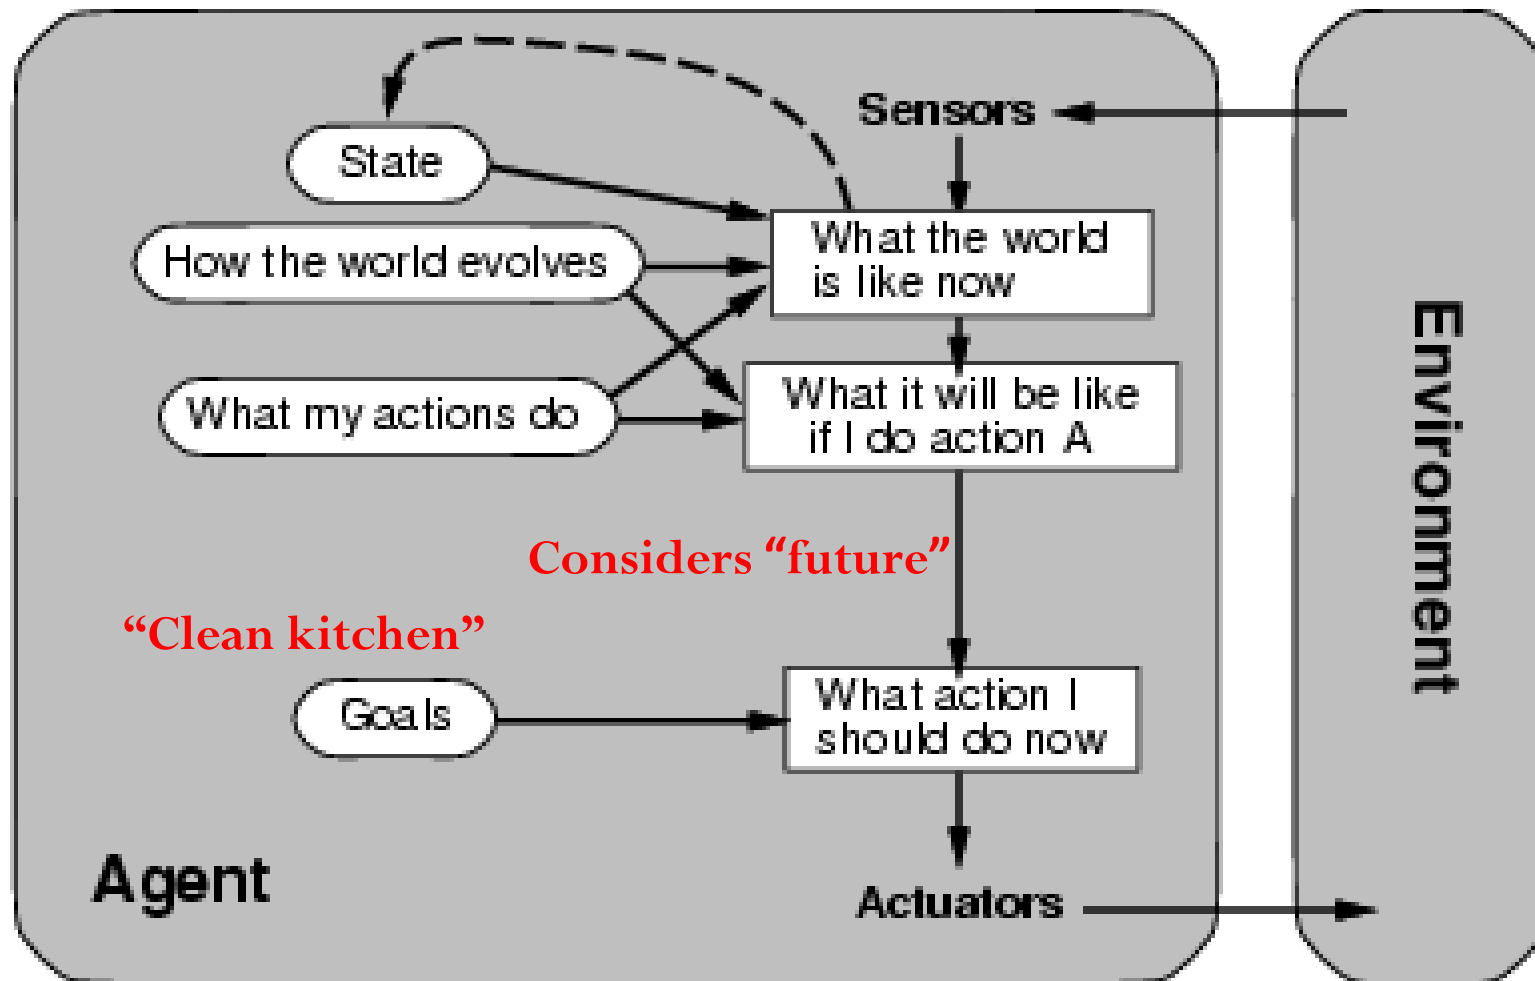 Sensors
State
What the world
is like now
How the world evolves
What my actions do
What it will be like
if I do action A
Considers “future”
“Clean kitchen”
Goals
What action I
should do now
Agent
Actuators
Environment